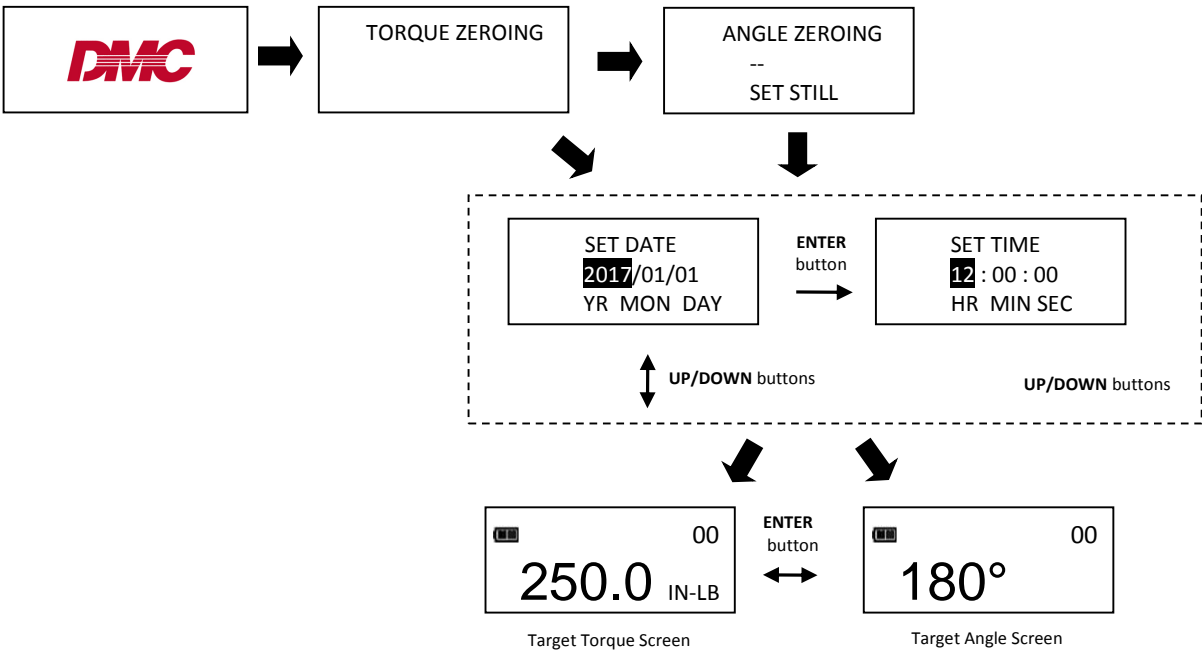 DMC
TORQUE ZEROING
ANGLE ZEROING
--
SET STILL
SET DATE
2017/01/01
YR MON DAY
ENTER
button
SET TIME
12 : 00 : 00
HR MIN SEC
UP/DOWN buttons
UP/DOWN buttons
00
250.0 IN-LB
ENTER
button
00
180°
Target Torque Screen
Target Angle Screen